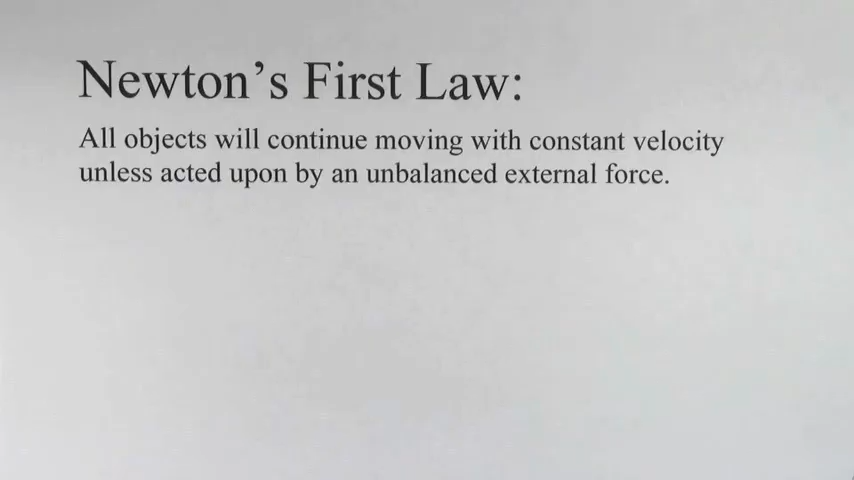 Newton’s First Law:
All objects will continue moving with constant velocity
unless acted upon by an unbalanced external force.